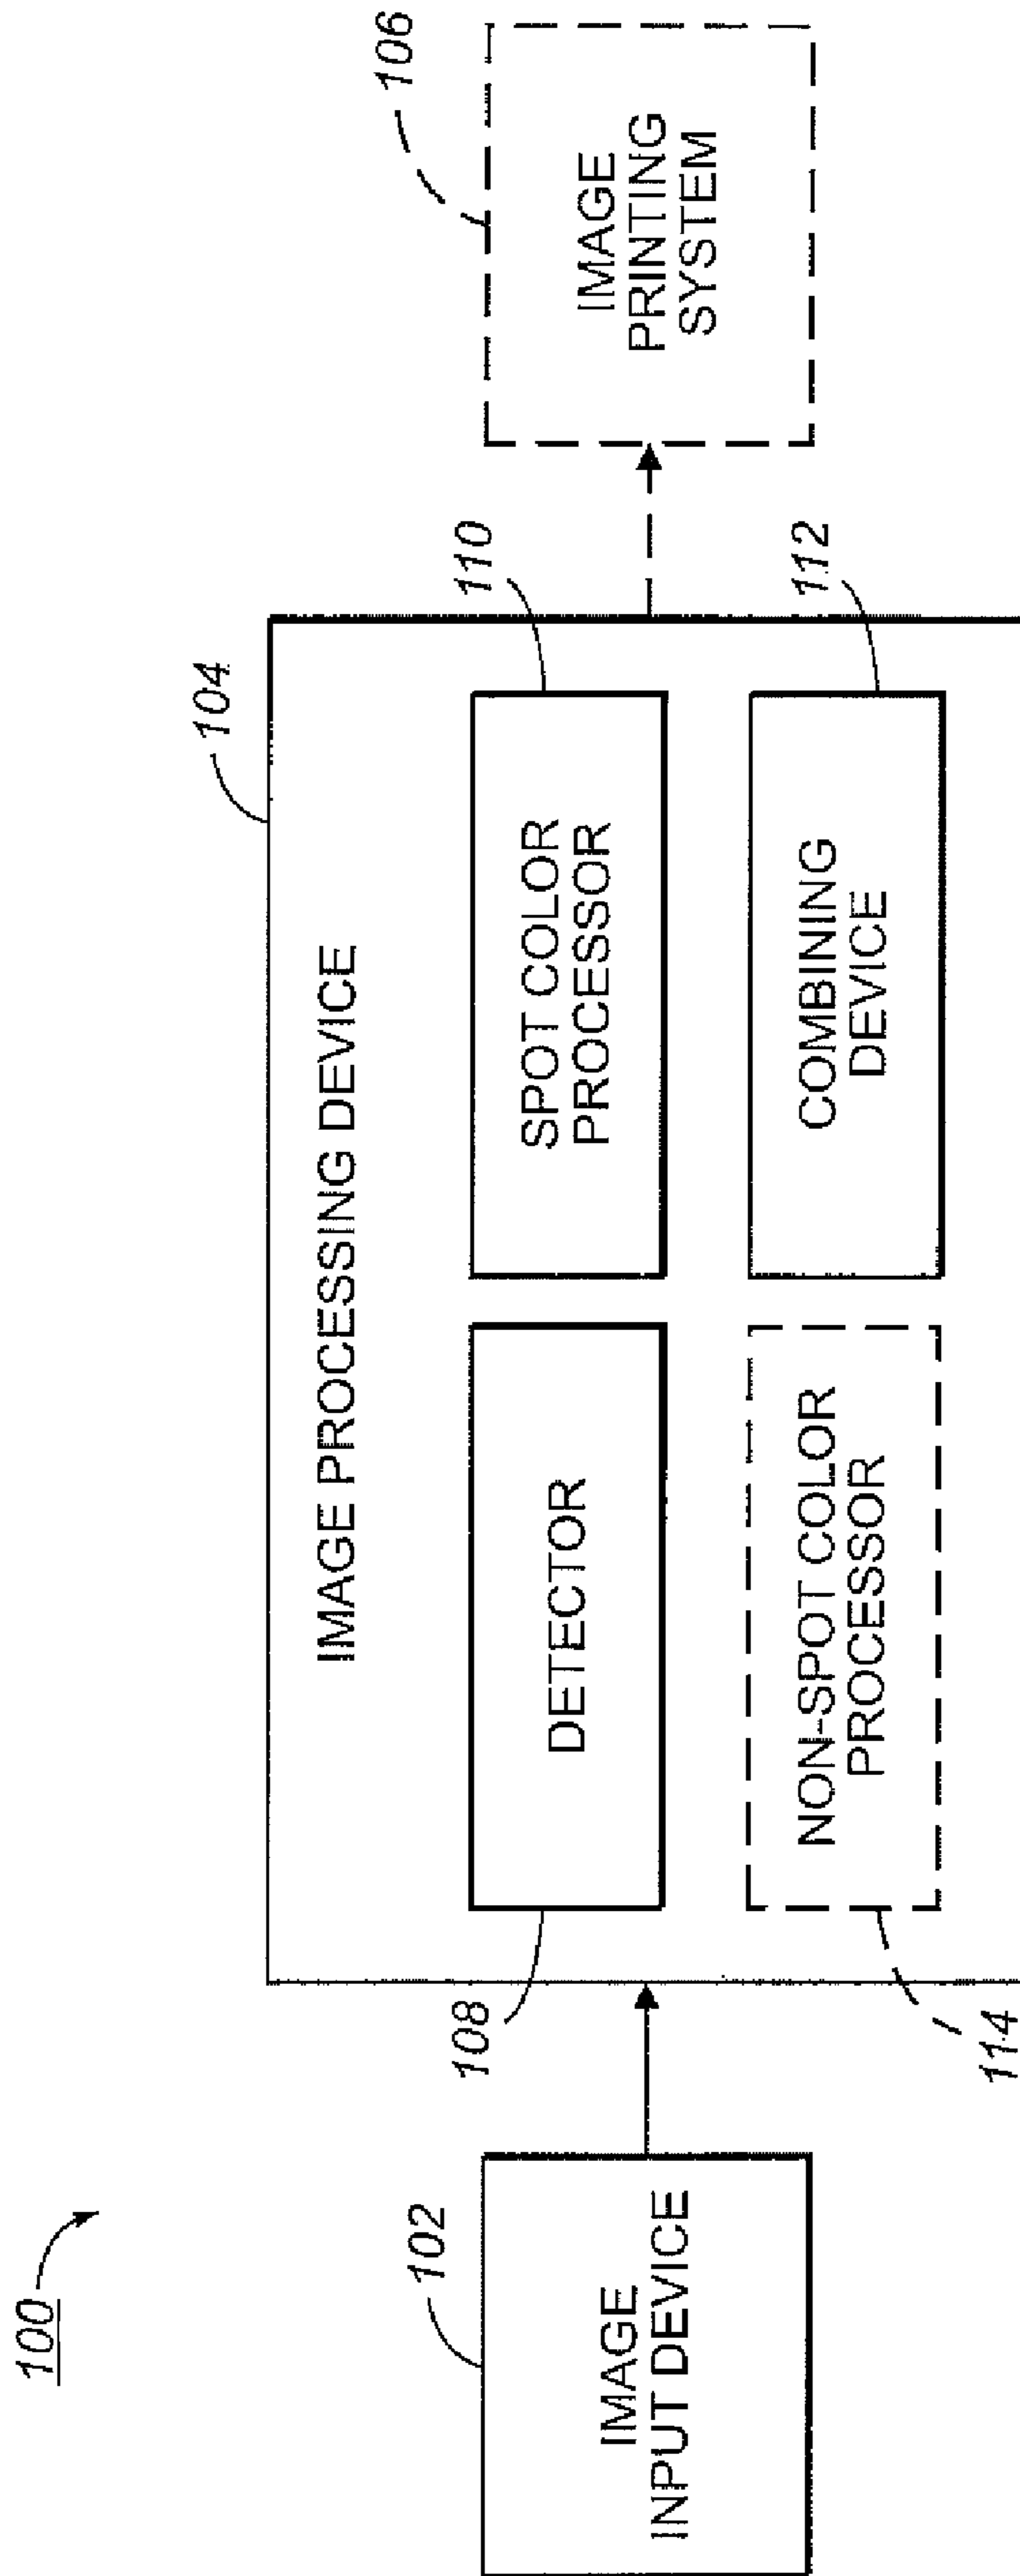 100
102
IMAGE
INPUT DEVICE
104
IMAGE PROCESSING DEVICE
108
DETECTOR
110
SPOT COLOR
PROCESSOR
114
NON-SPOT COLOR
PROCESSOR
112
COMBINING
DEVICE
106
IMAGE
PRINTING
SYSTEM